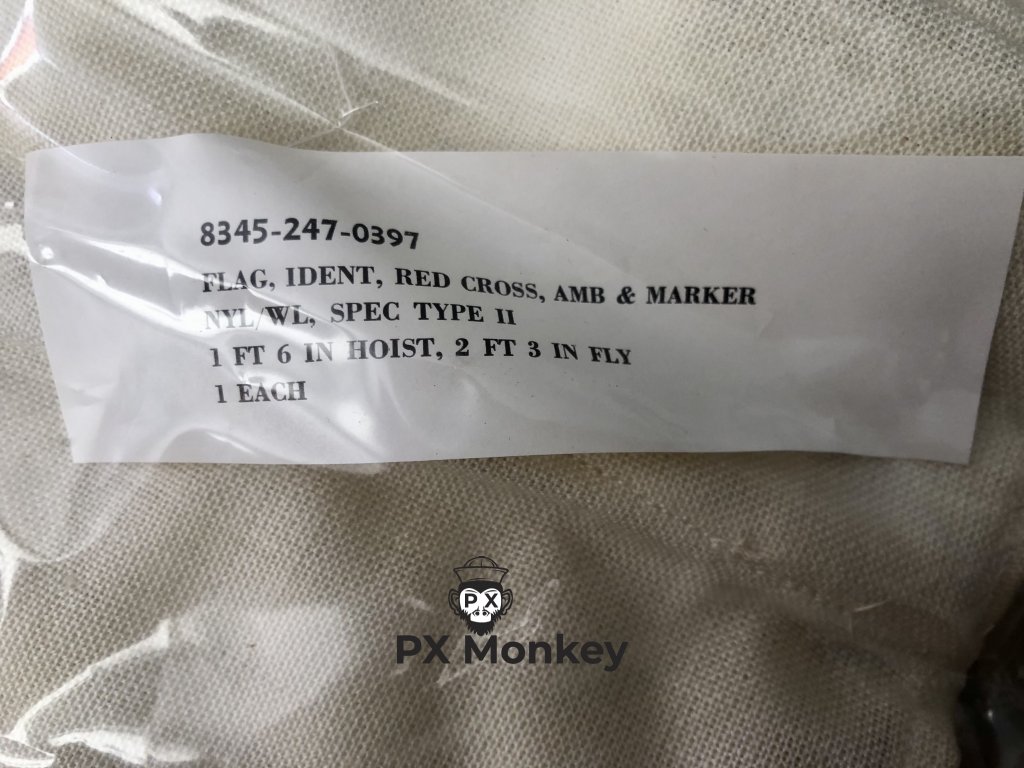 8345-247-0397
FLAG, IDENT, RED CROSS, AMB & MARKER
NYL/WL, SPEC TYPE II
1 FT 6 IN HOIST, 2 FT 3 IN FLY
1 EACH
PX
PX Monkey